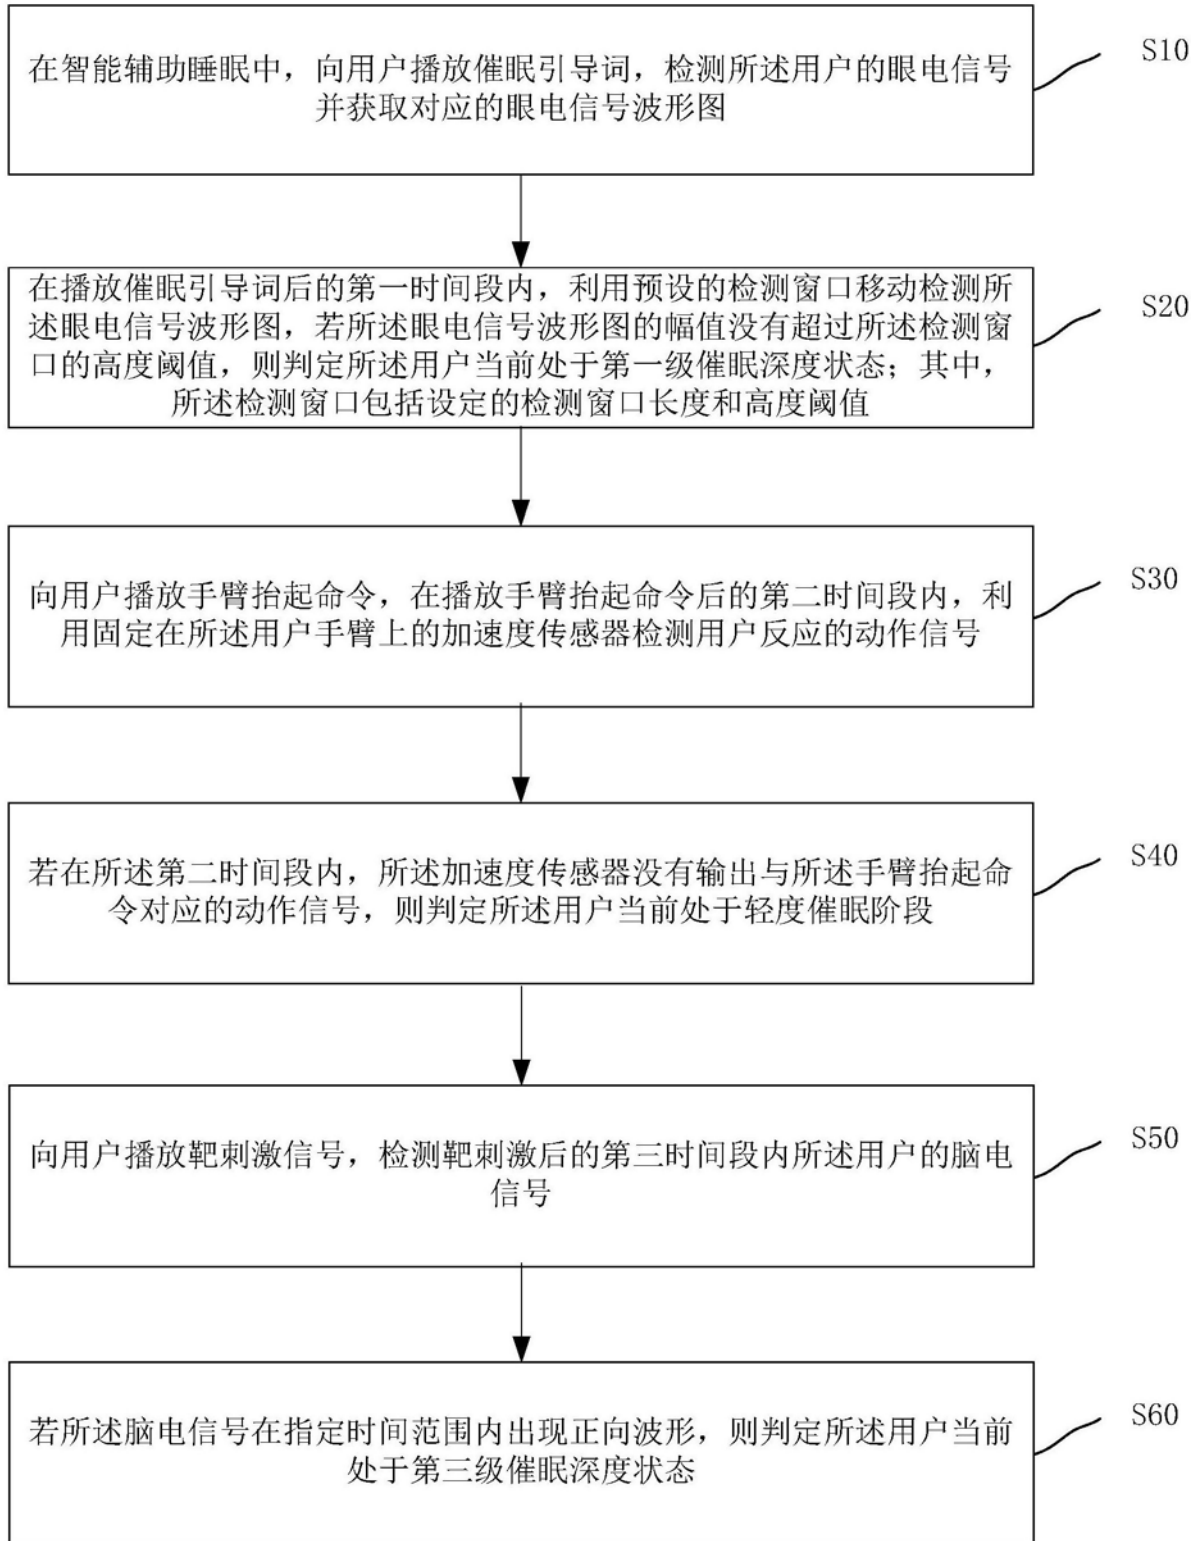 在智能辅助睡眠中，向用户播放催眠引导词，检测所述用户的眼电信号
并获取对应的眼电信号波形图
S10
在播放催眠引导词后的第一时间段内，利用预设的检测窗口移动检测所
述眼电信号波形图，若所述眼电信号波形图的幅值没有超过所述检测窗
口的高度阈值，则判定所述用户当前处于第一级催眠深度状态；其中，
所述检测窗口包括设定的检测窗口长度和高度阈值
S20
向用户播放手臂抬起命令，在播放手臂抬起命令后的第二时间段内，利
用固定在所述用户手臂上的加速度传感器检测用户反应的动作信号
S30
若在所述第二时间段内，所述加速度传感器没有输出与所述手臂抬起命
令对应的动作信号，则判定所述用户当前处于轻度催眠阶段
S40
向用户播放靶刺激信号，检测靶刺激后的第三时间段内所述用户的脑电
信号
S50
若所述脑电信号在指定时间范围内出现正向波形，则判定所述用户当前
处于第三级催眠深度状态
S60